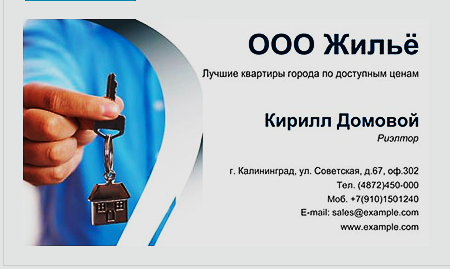 ООО Жильё
Лучшие квартиры города по доступным ценам
Кирилл Домовой
Риэлтор
г. Калининград, ул. Советская, д.67, оф.302
Тел. (4872)450-000
Моб. +7(910)1501240
E-mail: sales@example.com
www.example.com